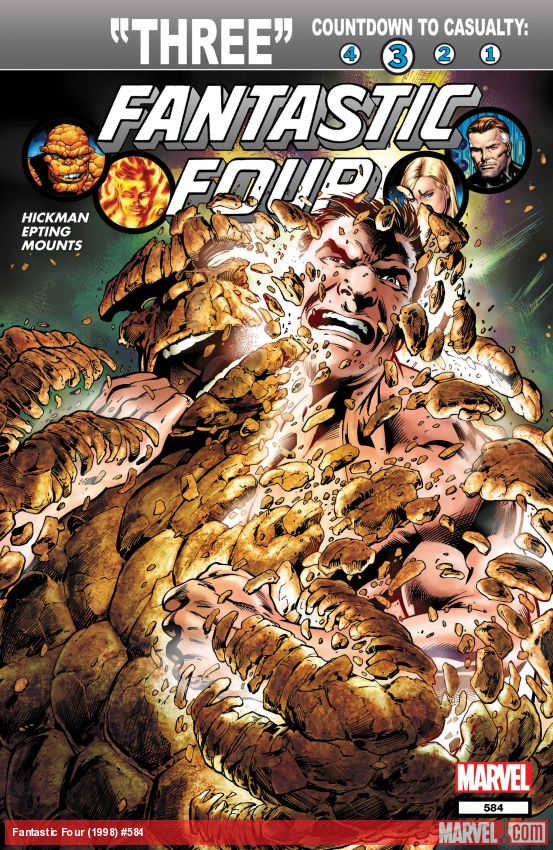 "THREE"
COUNTDOWN TO CASUALTY:
4 3 2 1
FANTASTIC
FOUR
HICKMAN
EPTING
MOUNTS
MARVEL
584
Fantastic Four (1998) #584
MARVEL.com